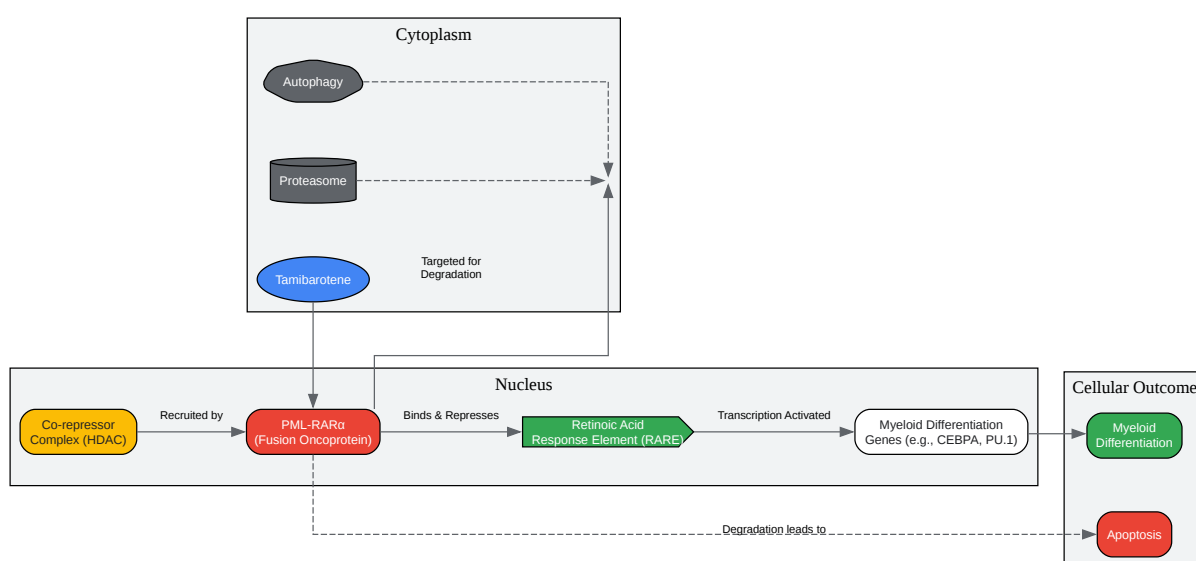 Cytoplasm
Autophagy
Proteasome
Tamibarotene
Targeted for
Degradation
Nucleus
Co-repressor
Complex (HDAC)
Recruited by
PML-RARα
(Fusion Oncoprotein)
Binds & Represses
Retinoic Acid
Response Element (RARE)
Transcription Activated
Myeloid Differentiation
Genes (e.g., CEBPA, PU.1)
Cellular Outcome
Myeloid
Differentiation
Degradation leads to
Apoptosis